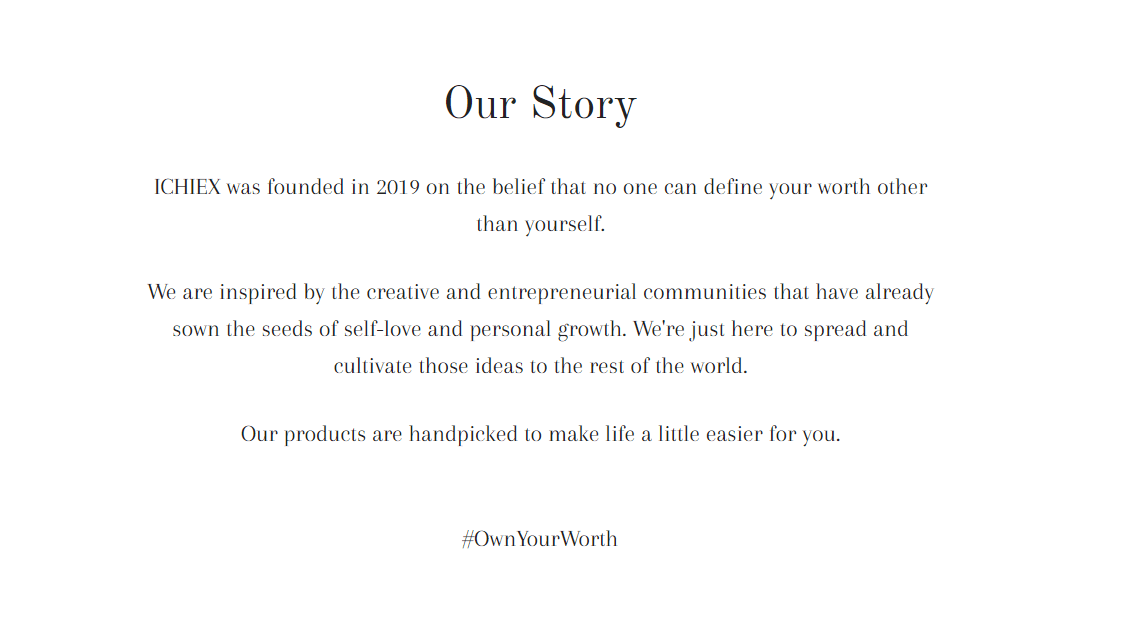 Our Story
ICHIEX was founded in 2019 on the belief that no one can define your worth other
than yourself.
We are inspired by the creative and entrepreneurial communities that have already
sown the seeds of self-love and personal growth. We're just here to spread and
cultivate those ideas to the rest of the world.
Our products are handpicked to make life a little easier for you.
#OwnYourWorth